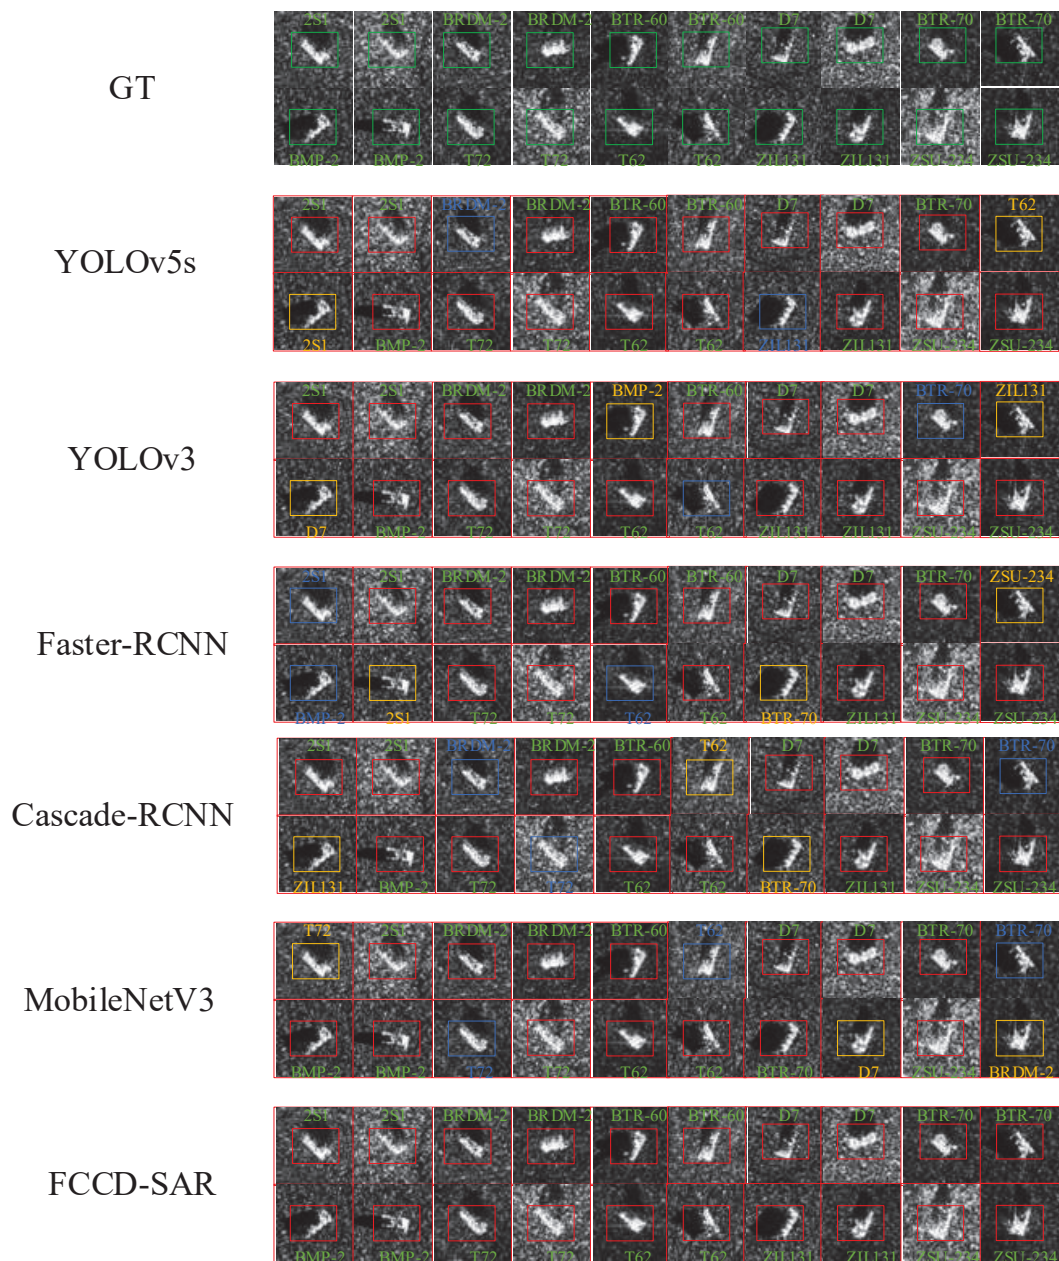 2S1 2S1 BRDM-2 BRDM-2 BTR-60 BTR-60 D7 D7 BTR-70 BTR-70
GT
BMP-2 BMP-2 T72 T72 T62 T62 ZIL131 ZIL131 ZSU-234 ZSU-234
2S1 2S1 BRDM-2 BRDM-2 BTR-60 BTR-60 D7 D7 BTR-70 T62
YOLOv5s
2S1 BMP-2 T72 T72 T62 T62 ZIL131 ZIL131 ZSU-234 ZSU-234
2S1 2S1 BRDM-2 BRDM-2 BMP-2 BTR-60 D7 D7 BTR-70 ZIL131
YOLOv3
D7 BMP-2 T72 T72 T62 T62 ZIL131 ZIL131 ZSU-234 ZSU-234
2S1 2S1 BRDM-2 BRDM-2 BTR-60 BTR-60 D7 D7 BTR-70 ZSU-234
Faster-RCNN
BMP-2 2S1 T72 T72 T62 T62 BTR-70 ZIL131 ZSU-234 ZSU-234
2S1 2S1 BRDM-2 BRDM-2 BTR-60 T62 D7 D7 BTR-70 BTR-70
Cascade-RCNN
ZIL131 BMP-2 T72 T72 T62 T62 BTR-70 ZIL131 ZSU-234 ZSU-234
T72 2S1 BRDM-2 BRDM-2 BTR-60 D7 D7 BTR-70 BTR-70
MobileNetV3
BMP-2 BMP-2 T72 T72 T62 T62 BTR-70 D7 ZSU-234 BRDM-2
2S1 2S1 BRDM-2 BRDM-2 BTR-60 BTR-60 D7 D7 BTR-70 BTR-70
FCCD-SAR
BMP-2 BMP-2 T72 T72 T62 T62 ZIL131 ZIL131 ZSU-234 ZSU-234